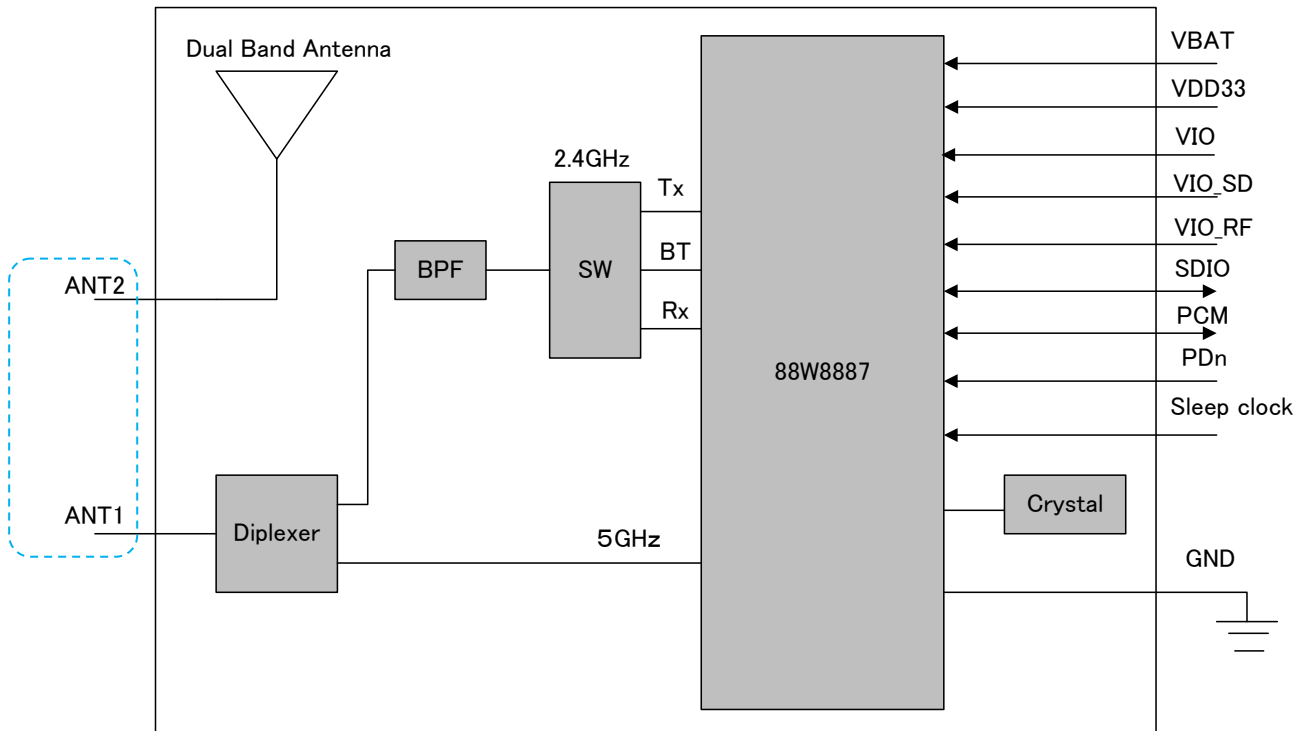 Dual Band Antenna
ANT2
ANT1
Diplexer
BPF
2.4GHz
SW
Tx
BT
Rx
5GHz
88W8887
VBAT
VDD33
VIO
VIO_SD
VIO_RF
SDIO
PCM
PDn
Sleep clock
Crystal
GND